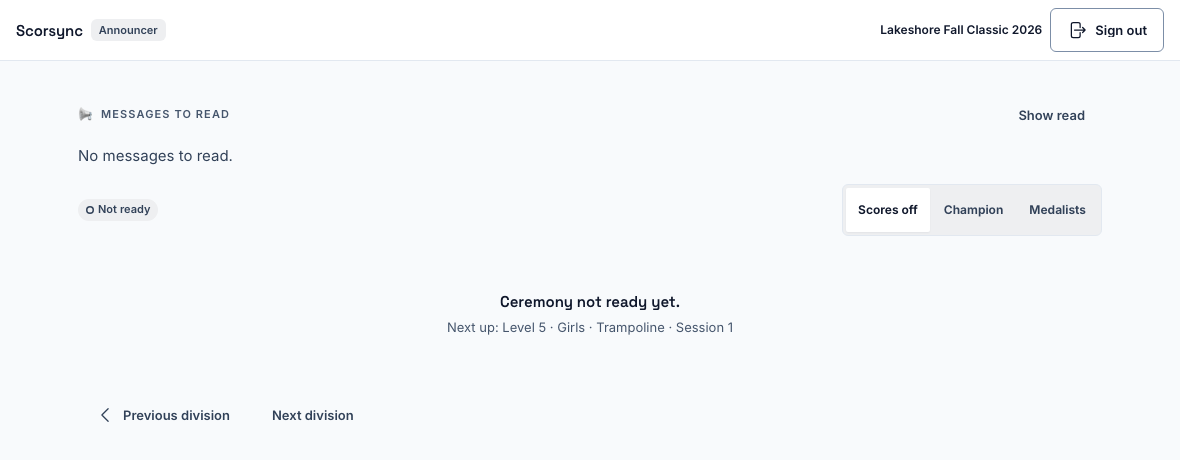 Scorsync Announcer Lakeshore Fall Classic 2026 Sign out
MESSAGES TO READ Show read
No messages to read.
Not ready Scores off Champion Medalists
Ceremony not ready yet.
Next up: Level 5 · Girls · Trampoline · Session 1
Previous division Next division